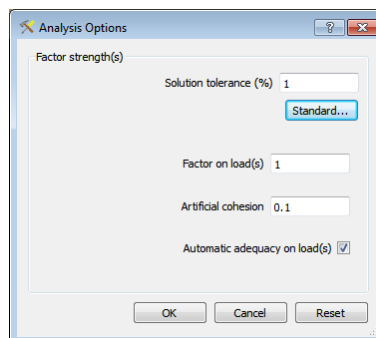 Analysis Options
Factor strength(s)
Solution tolerance (%) 1
Standard...
Factor on load(s) 1
Artificial cohesion 0.1
Automatic adequacy on load(s)
OK Cancel Reset